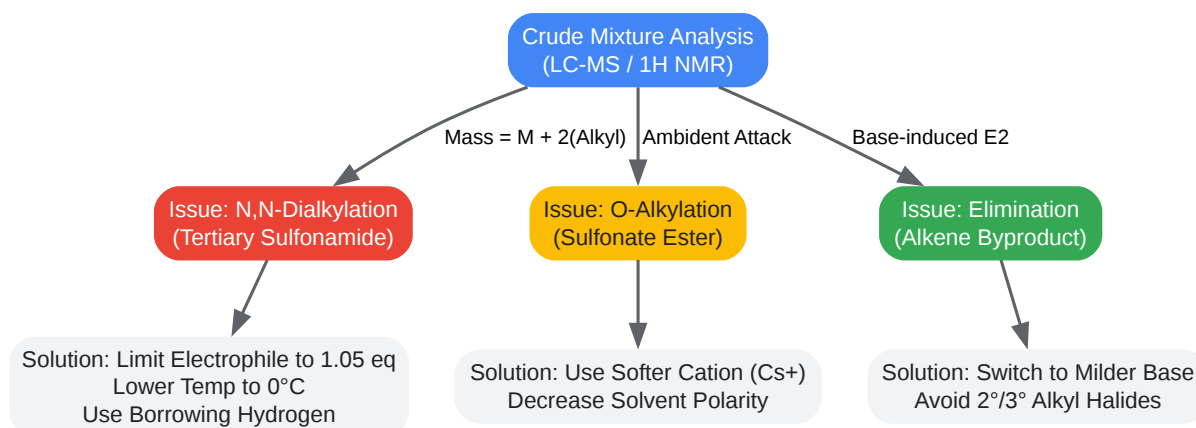 Crude Mixture Analysis
(LC-MS / 1H NMR)
Mass = M + 2(Alkyl)
Ambident Attack
Base-induced E2
Issue: N,N-Dialkylation
(Tertiary Sulfonamide)
Issue: O-Alkylation
(Sulfonate Ester)
Issue: Elimination
(Alkene Byproduct)
Solution: Limit Electrophile to 1.05 eq
Lower Temp to 0°C
Use Borrowing Hydrogen
Solution: Use Softer Cation (Cs+)
Decrease Solvent Polarity
Solution: Switch to Milder Base
Avoid 2°/3° Alkyl Halides